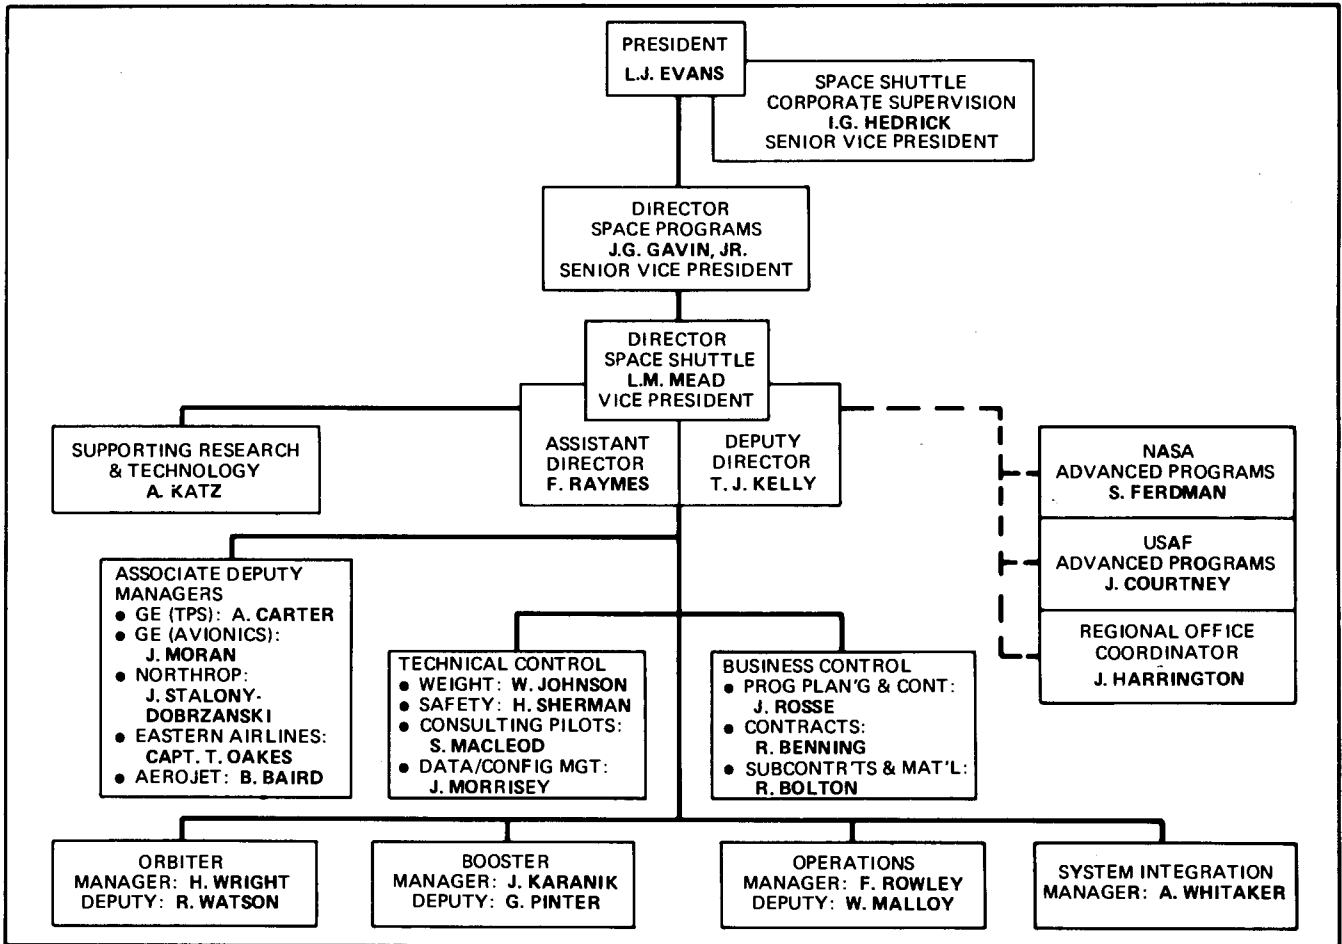 PRESIDENT
L.J. EVANS
SPACE SHUTTLE
CORPORATE SUPERVISION
I.G. HEDRICK
SENIOR VICE PRESIDENT
DIRECTOR
SPACE PROGRAMS
J.G. GAVIN, JR.
SENIOR VICE PRESIDENT
DIRECTOR
SPACE SHUTTLE
L.M. MEAD
VICE PRESIDENT
ASSISTANT
DIRECTOR
F. RAYMES
DEPUTY
DIRECTOR
T. J. KELLY
SUPPORTING RESEARCH
& TECHNOLOGY
A. KATZ
NASA
ADVANCED PROGRAMS
S. FERDMAN
USAF
ADVANCED PROGRAMS
J. COURTNEY
REGIONAL OFFICE
COORDINATOR
J. HARRINGTON
ASSOCIATE DEPUTY
MANAGERS
● GE (TPS): A. CARTER
● GE (AVIONICS):
J. MORAN
● NORTHROP:
J. STALONY-
DOBRZANSKI
● EASTERN AIRLINES:
CAPT. T. OAKES
● AEROJET: B. BAIRD
TECHNICAL CONTROL
● WEIGHT: W. JOHNSON
● SAFETY: H. SHERMAN
● CONSULTING PILOTS:
S. MACLEOD
● DATA/CONFIG MGT:
J. MORRISEY
BUSINESS CONTROL
● PROG PLAN'G & CONT:
J. ROSSE
● CONTRACTS:
R. BENNING
● SUBCONTR'TS & MAT'L:
R. BOLTON
ORBITER
MANAGER: H. WRIGHT
DEPUTY: R. WATSON
BOOSTER
MANAGER: J. KARANIK
DEPUTY: G. PINTER
OPERATIONS
MANAGER: F. ROWLEY
DEPUTY: W. MALLOY
SYSTEM INTEGRATION
MANAGER: A. WHITAKER